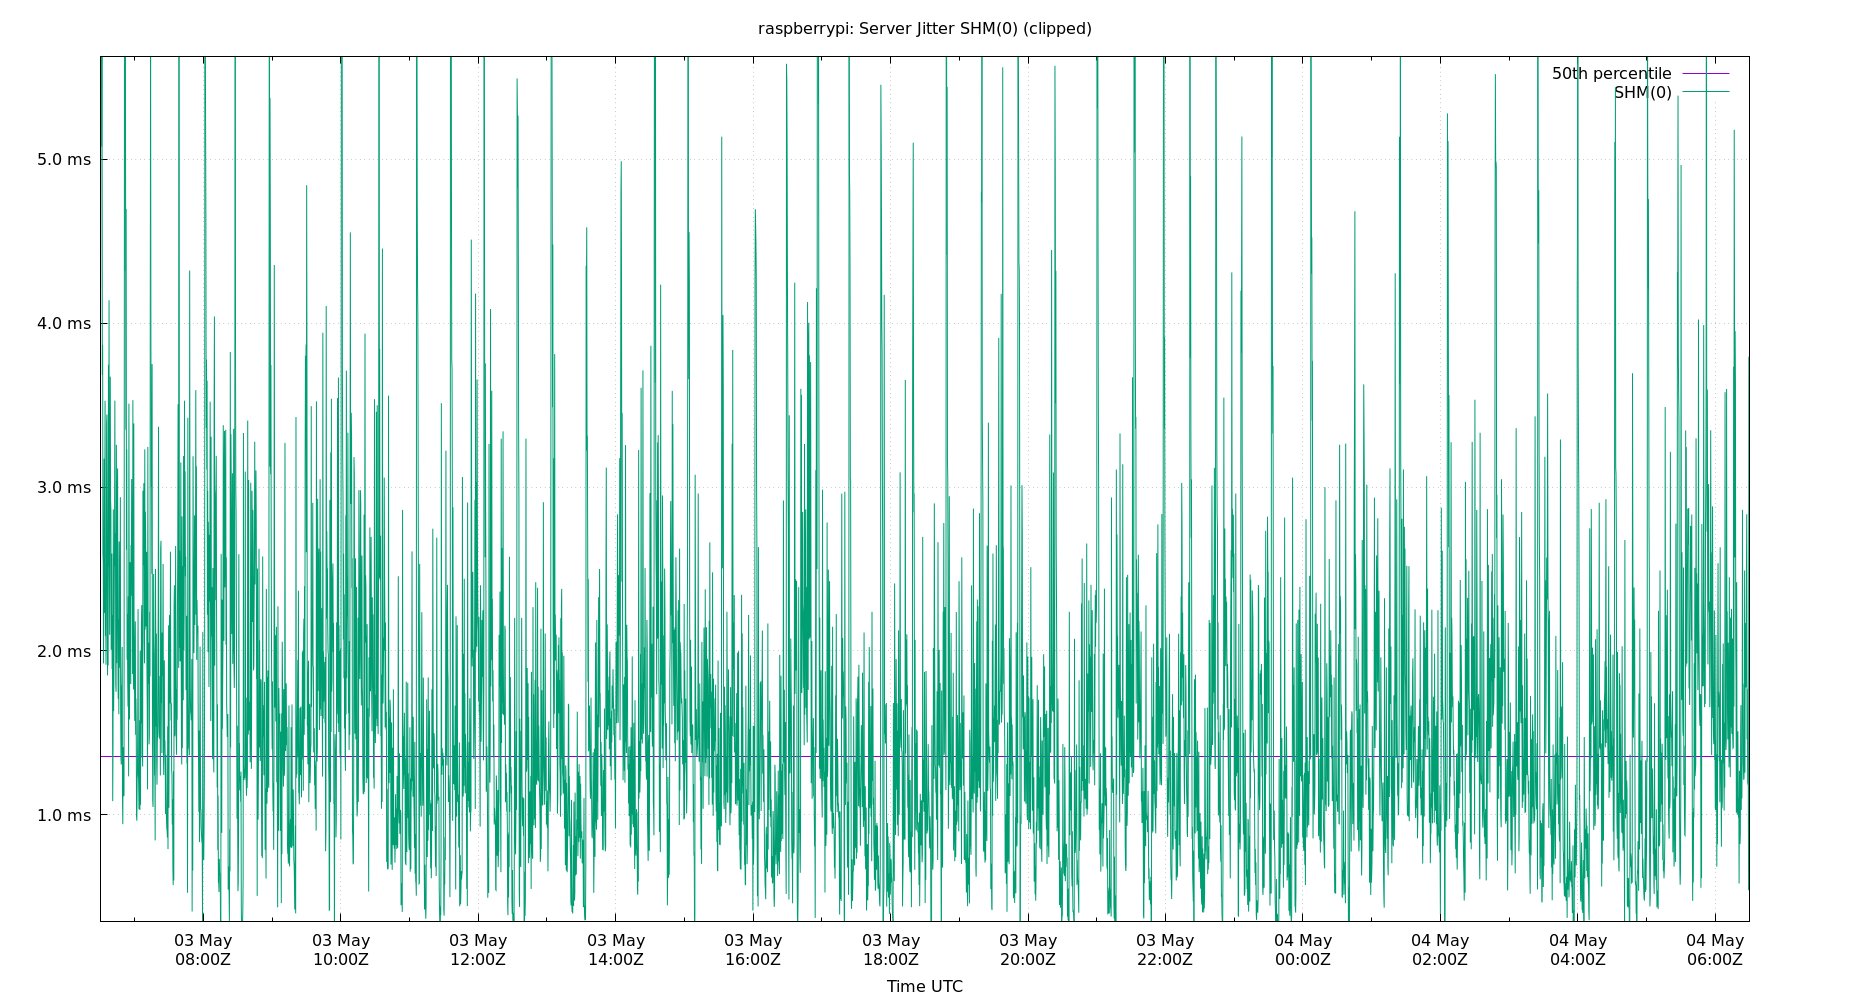 raspberrypi: Server Jitter SHM(0) (clipped)
50th percentile
SHM(0)
5.0 ms
4.0 ms
3.0 ms
2.0 ms
1.0 ms
03 May 03 May 03 May 03 May 03 May 03 May 03 May 03 May 04 May 04 May 04 May 04 May
08:00Z 10:00Z 12:00Z 14:00Z 16:00Z 18:00Z 20:00Z 22:00Z 00:00Z 02:00Z 04:00Z 06:00Z
Time UTC